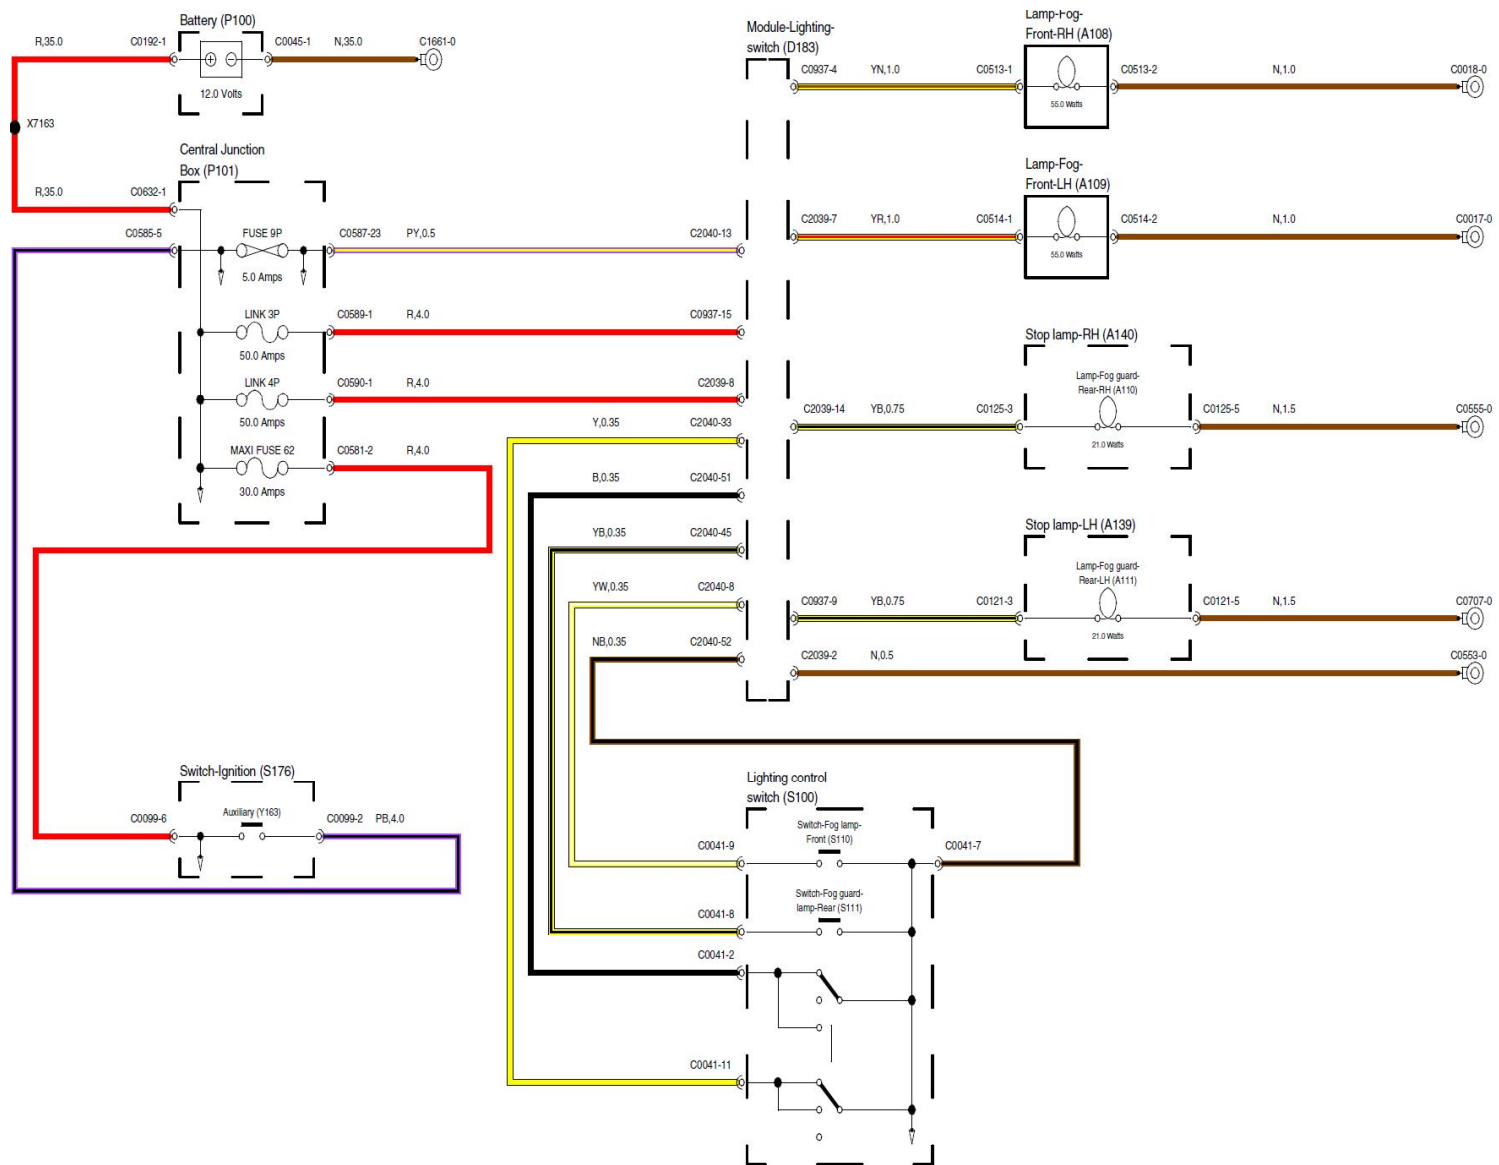 Battery (P100)
R,35.0
C0192-1
C0045-1
N,35.0
C1661-0
12.0 Volts
X7163
Central Junction
Box (P101)
R,35.0
C0632-1
C0585-5
FUSE 9P
5.0 Amps
C0587-23
PY,0.5
C2040-13
LINK 3P
50.0 Amps
C0589-1
R,4.0
C0937-15
LINK 4P
50.0 Amps
C0590-1
R,4.0
C2039-8
MAXI FUSE 62
30.0 Amps
C0581-2
R,4.0
Y,0.35
C2040-33
B,0.35
C2040-51
YB,0.35
C2040-45
YW,0.35
C2040-8
NB,0.35
C2040-52
Module-Lighting-
switch (D183)
C0937-4
YN,1.0
C0513-1
Lamp-Fog-
Front-RH (A108)
55.0 Watts
C0513-2
N,1.0
C0018-0
C2039-7
YR,1.0
C0514-1
Lamp-Fog-
Front-LH (A109)
55.0 Watts
C0514-2
N,1.0
C0017-0
Stop lamp-RH (A140)
Lamp-Fog guard-
Rear-RH (A110)
21.0 Watts
C2039-14
YB,0.75
C0125-3
C0125-5
N,1.5
C0555-0
Stop lamp-LH (A139)
Lamp-Fog guard-
Rear-LH (A111)
21.0 Watts
C0937-9
YB,0.75
C0121-3
C0121-5
N,1.5
C0707-0
C2039-2
N,0.5
C0553-0
Switch-Ignition (S176)
Auxiliary (Y163)
C0099-6
C0099-2
PB,4.0
Lighting control
switch (S100)
Switch-Fog lamp-
Front (S110)
C0041-9
C0041-7
Switch-Fog guard-
lamp-Rear (S111)
C0041-8
C0041-2
C0041-11